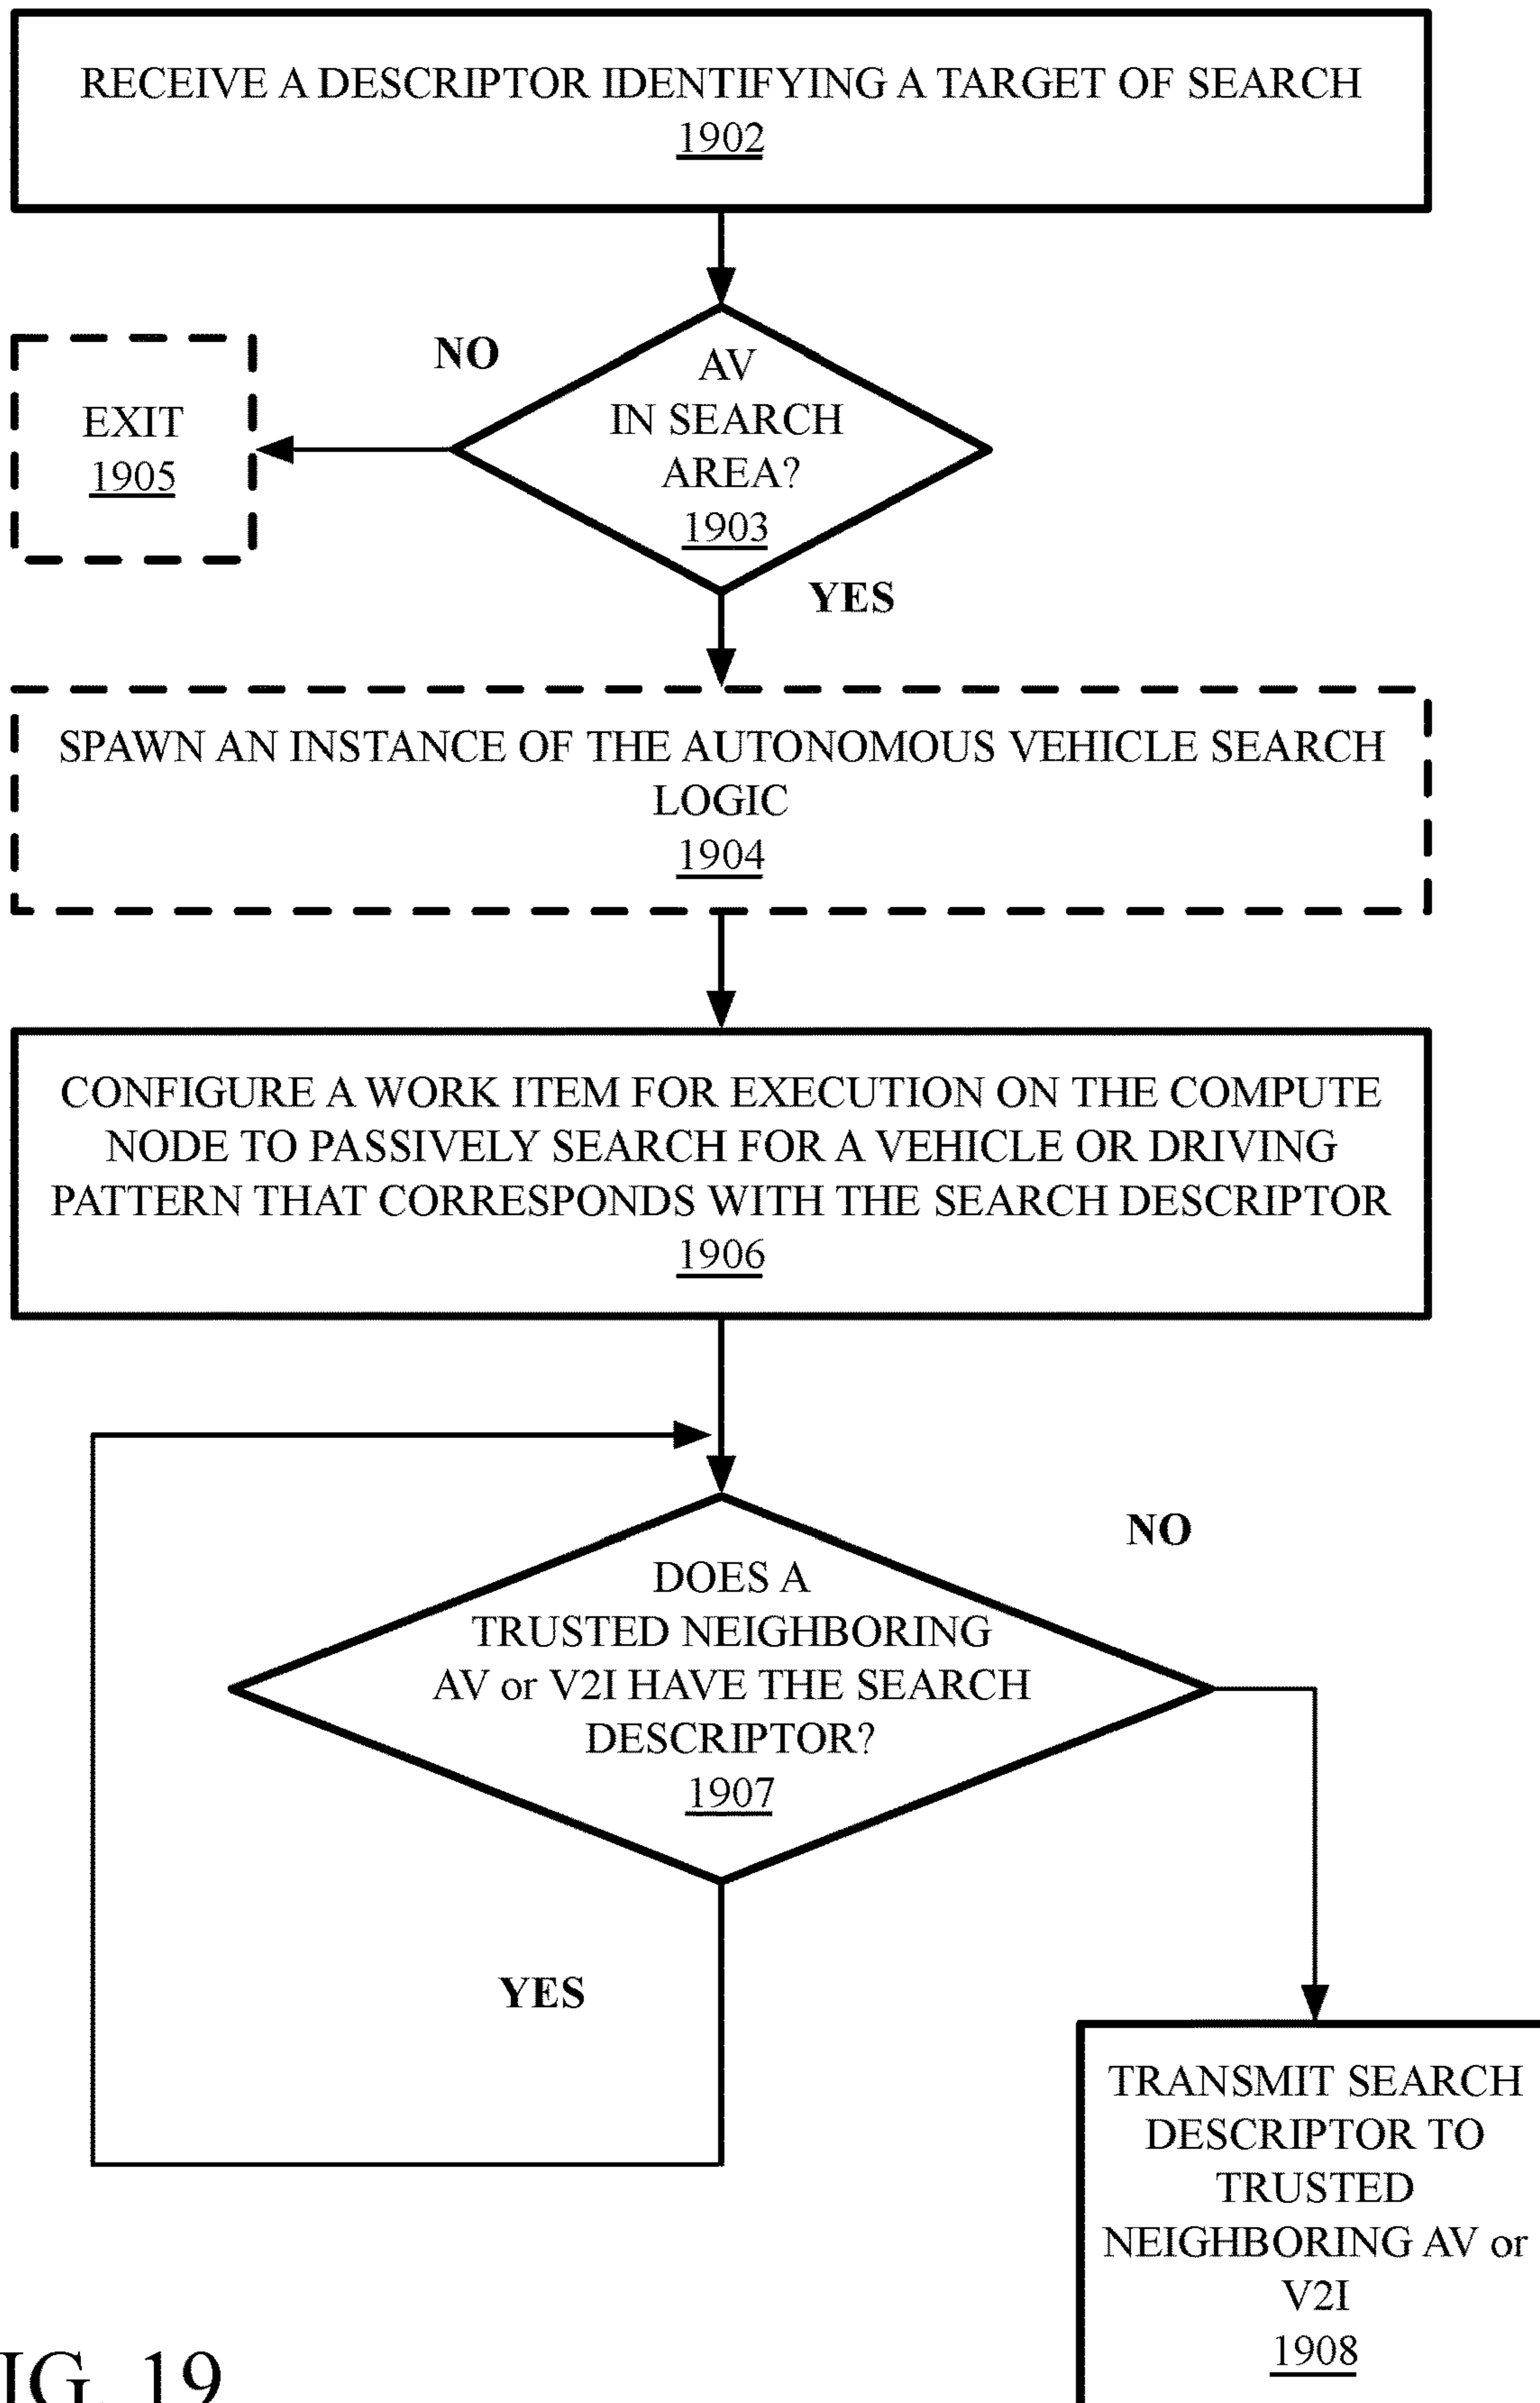 RECEIVE A DESCRIPTOR IDENTIFYING A TARGET OF SEARCH
1902
NO
AV
IN SEARCH
AREA?
1903
EXIT
1905
YES
SPAWN AN INSTANCE OF THE AUTONOMOUS VEHICLE SEARCH
LOGIC
1904
CONFIGURE A WORK ITEM FOR EXECUTION ON THE COMPUTE
NODE TO PASSIVELY SEARCH FOR A VEHICLE OR DRIVING
PATTERN THAT CORRESPONDS WITH THE SEARCH DESCRIPTOR
1906
NO
DOES A
TRUSTED NEIGHBORING
AV or V2I HAVE THE SEARCH
DESCRIPTOR?
1907
YES
TRANSMIT SEARCH
DESCRIPTOR TO
TRUSTED
NEIGHBORING AV or
V2I
1908
IG. 19